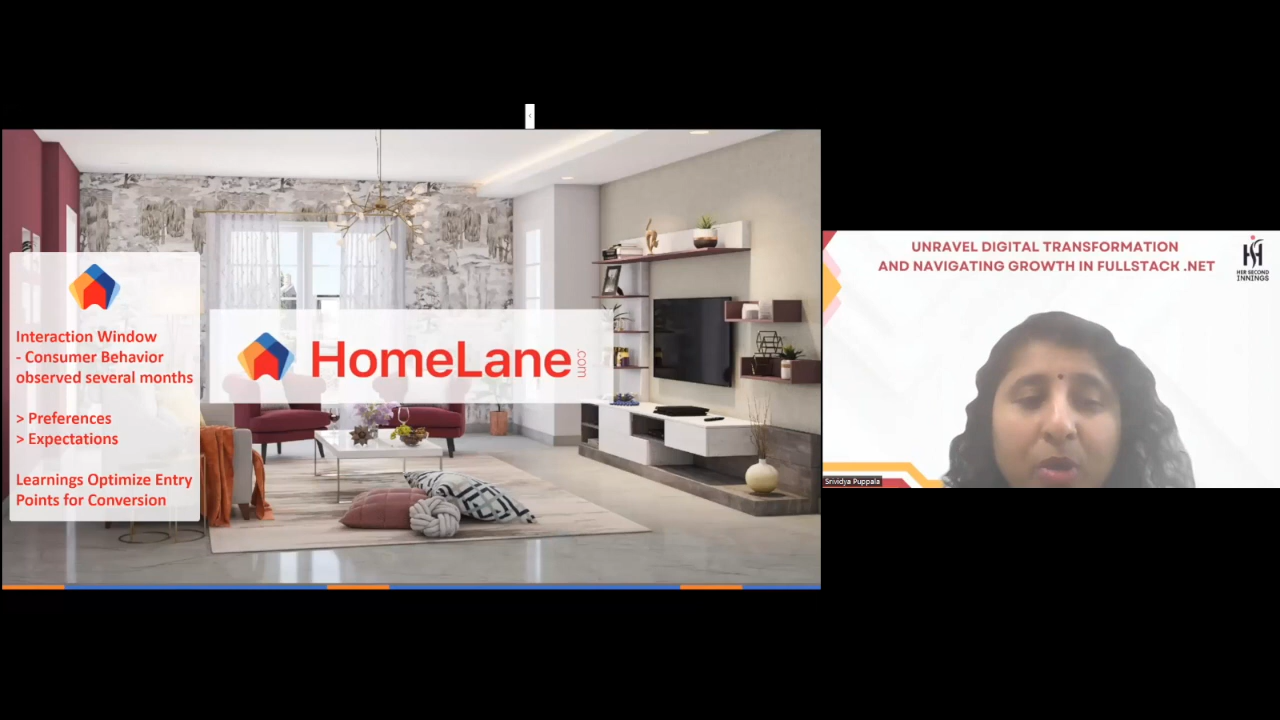 Interaction Window
- Consumer Behavior
observed several months
> Preferences
> Expectations
Learnings Optimize Entry
Points for Conversion
HomeLane
.com
UNRAVEL DIGITAL TRANSFORMATION
AND NAVIGATING GROWTH IN FULLSTACK .NET
HER SECOND
INNINGS
Srividya Puppala